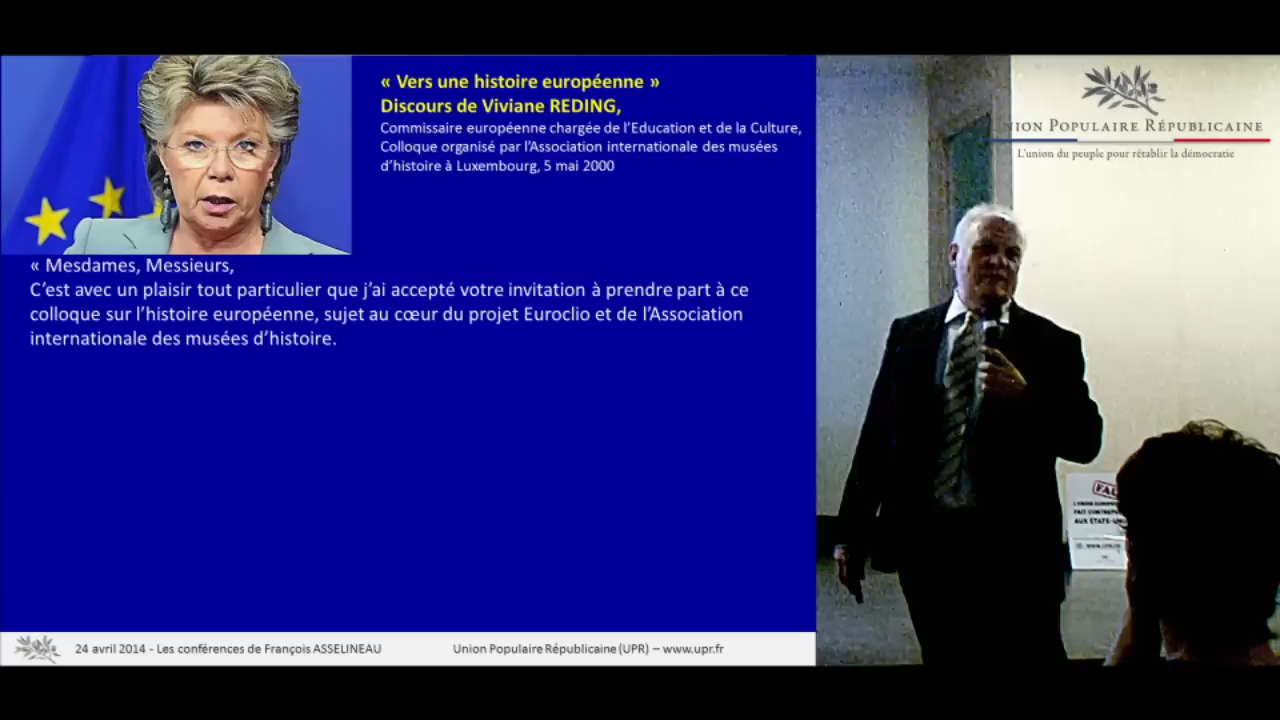 « Vers une histoire européenne »
Discours de Viviane REDING,
Commissaire européenne chargée de l'Education et de la Culture,
Colloque organisé par l'Association internationale des musées
d'histoire à Luxembourg, 5 mai 2000
« Mesdames, Messieurs,
C'est avec un plaisir tout particulier que j'ai accepté votre invitation à prendre part à ce
colloque sur l'histoire européenne, sujet au cœur du projet Euroclio et de l'Association
internationale des musées d'histoire.
24 avril 2014 - Les conférences de François ASSELINEAU
Union Populaire Républicaine (UPR) – www.upr.fr
NION POPULAIRE RÉPUBLICAINE
L'union du peuple pour rétablir la démocratie
FAU
AUX ÉTATS-UN